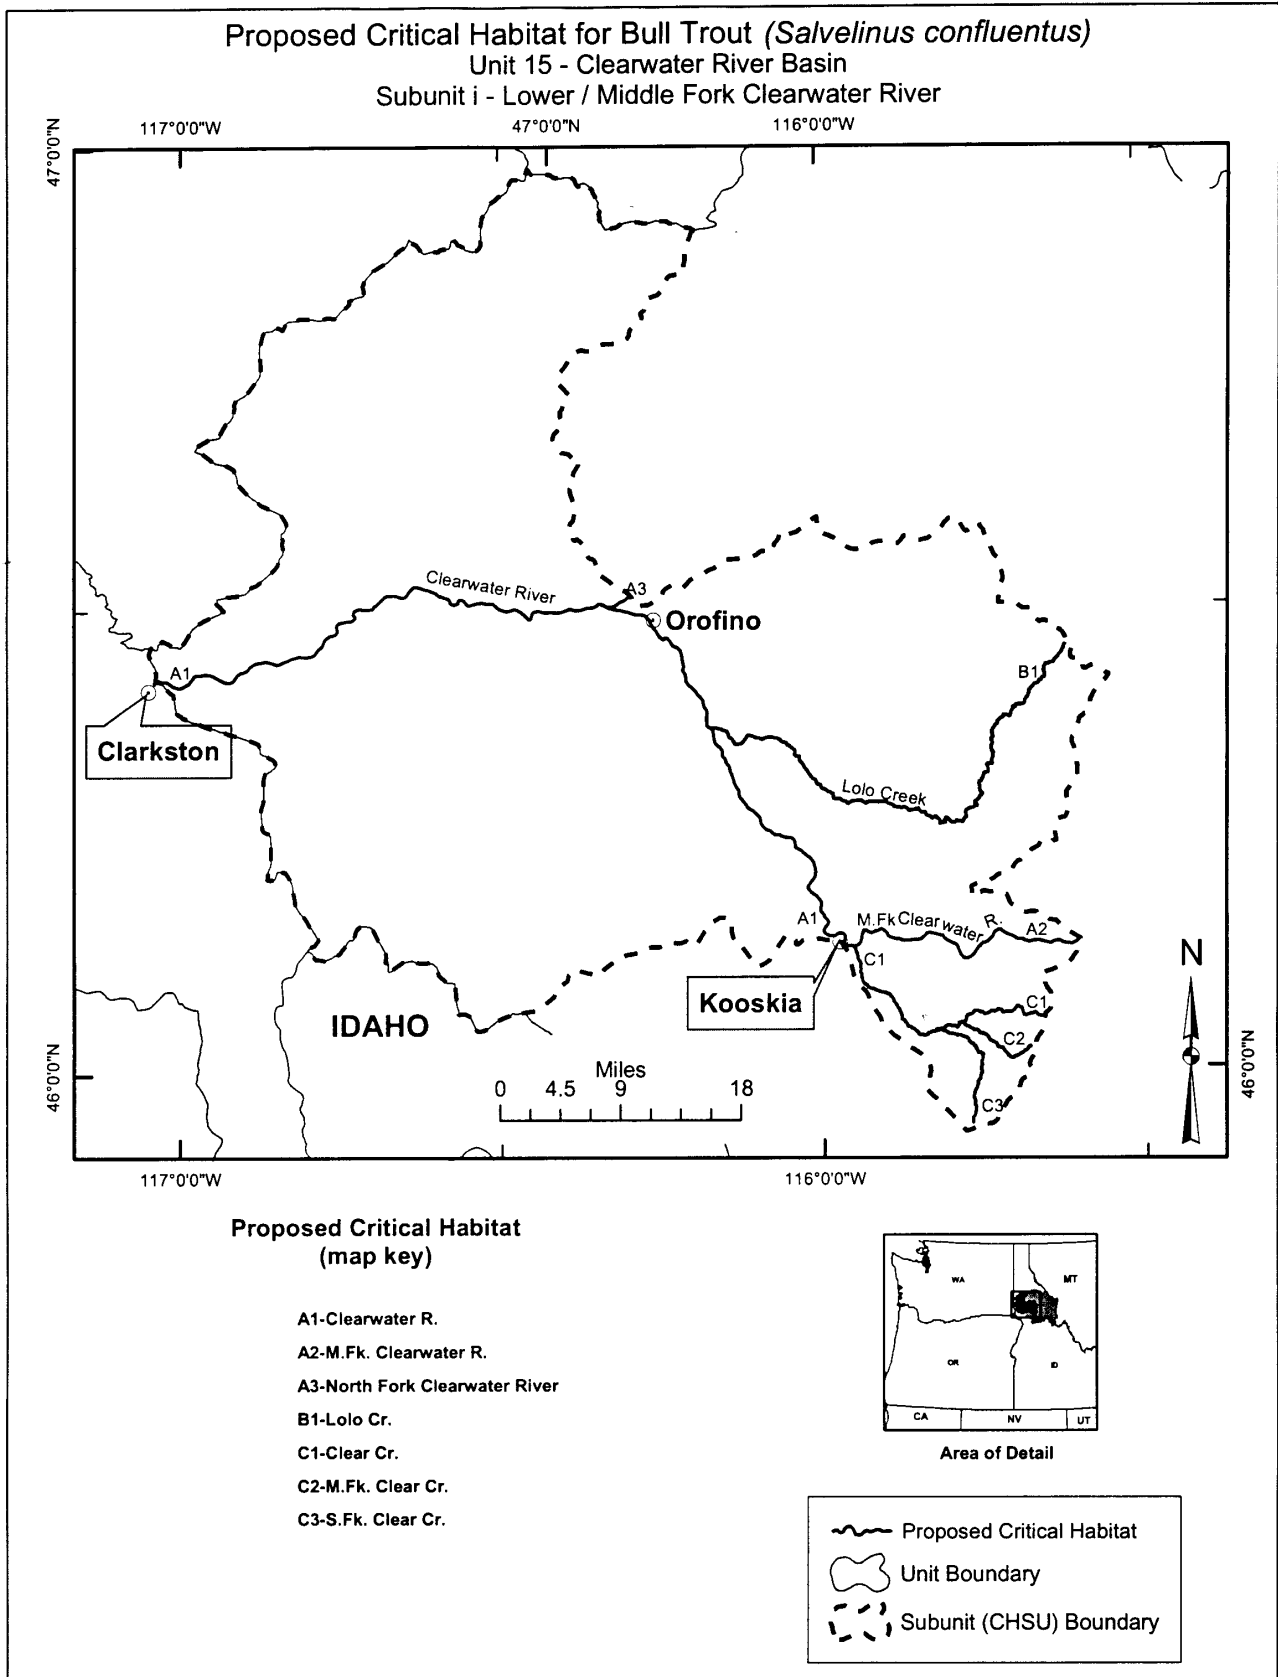 Proposed Critical Habitat for Bull Trout (Salvelinus confluentus)
Unit 15 - Clearwater River Basin
Subunit i - Lower / Middle Fork Clearwater River
117°0'0"W
47°0'0"N
116°0'0"W
47°0'0"N
Clearwater River
A3
Orofino
A1
B1
Clarkston
Lolo Creek
A1
M.Fk Clearwater R.
A2
C1
Kooskia
C1
C2
C3
IDAHO
N
Miles
0 4.5 9 18
46°0'0"N
46°0'0"N
117°0'0"W
116°0'0"W
Proposed Critical Habitat
(map key)
A1-Clearwater R.
A2-M.Fk. Clearwater R.
A3-North Fork Clearwater River
B1-Lolo Cr.
C1-Clear Cr.
C2-M.Fk. Clear Cr.
C3-S.Fk. Clear Cr.
WA
MT
OR
ID
CA
NV
UT
Area of Detail
Proposed Critical Habitat
Unit Boundary
Subunit (CHSU) Boundary